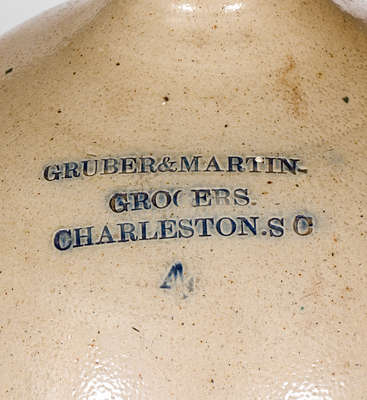 GRUBER&MARTIN-
GROCERS.
CHARLESTON.S C
4